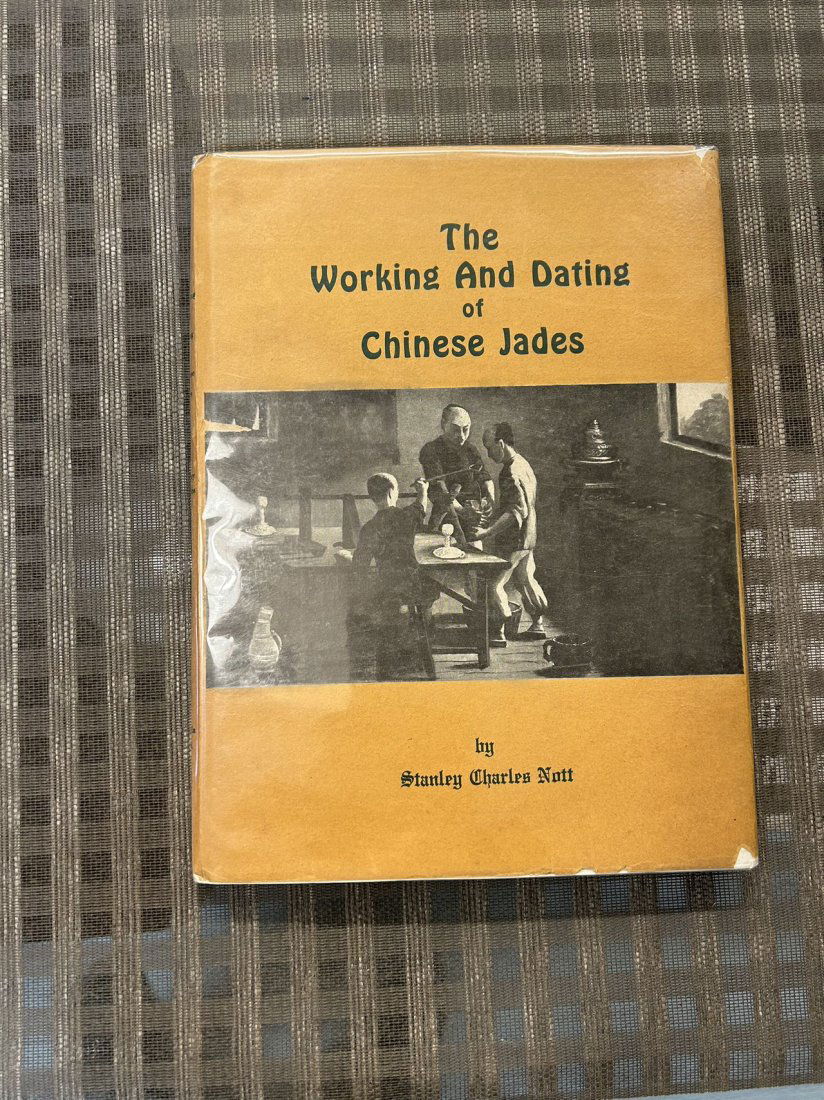 The
Working And Dating
of
Chinese Jades
by
Stanley Charles Nott